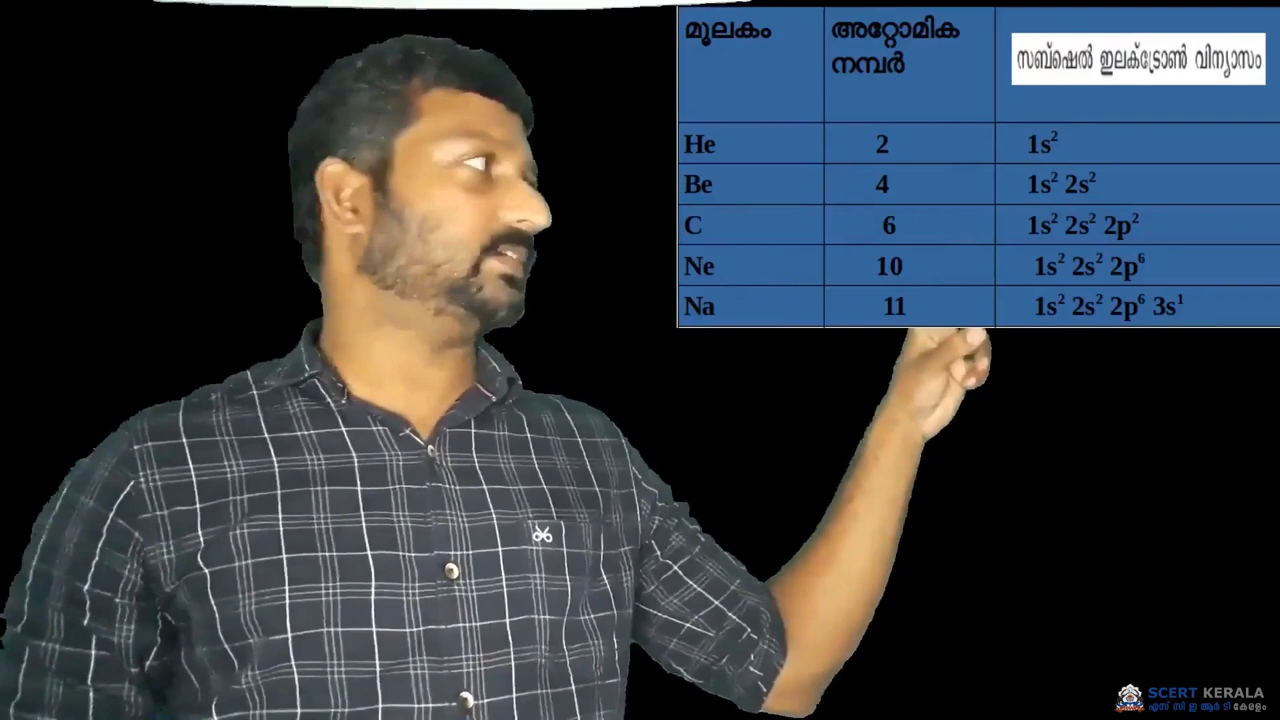 മൂലകം അറ്റോമിക നമ്പർ സബ്ഷെൽ ഇലക്ട്രോൺ വിന്യാസം
He 2 1s²
Be 4 1s² 2s²
C 6 1s² 2s² 2p²
Ne 10 1s² 2s² 2p⁶
Na 11 1s² 2s² 2p⁶ 3s¹
SCERT KERALA
എസ് സി ഇ ആർ ടി കേരളം